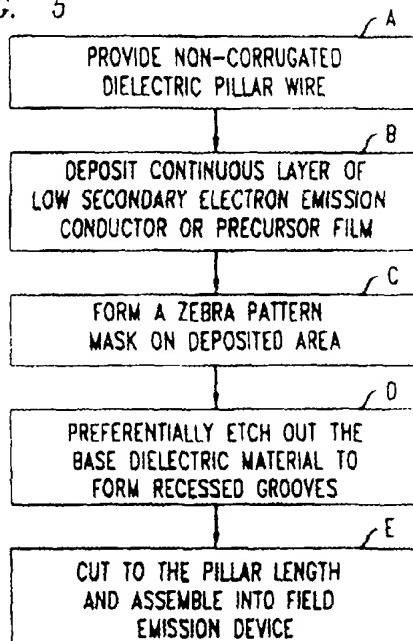 G. 5
A
PROVIDE NON-CORRUGATED
DIELECTRIC PILLAR WIRE
B
DEPOSIT CONTINUOUS LAYER OF
LOW SECONDARY ELECTRON EMISSION
CONDUCTOR OR PRECURSOR FILM
C
FORM A ZEBRA PATTERN
MASK ON DEPOSITED AREA
D
PREFERENTIALLY ETCH OUT THE
BASE DIELECTRIC MATERIAL TO
FORM RECESSED GROOVES
E
CUT TO THE PILLAR LENGTH
AND ASSEMBLE INTO FIELD
EMISSION DEVICE